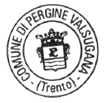 COMUNE DI PERGINE VALSUGANA
- (Trento) -